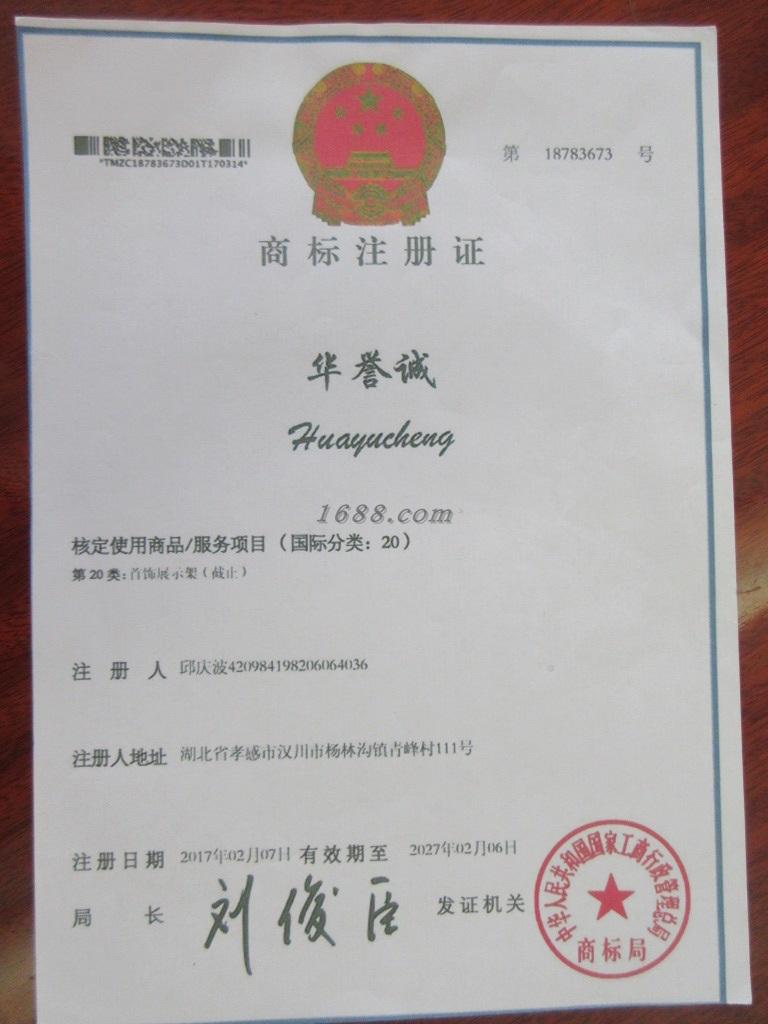 第 18783673 号
*TMZC18783673D01T170314*
商标注册证
华誉诚
Huayucheng
1688.com
核定使用商品/服务项目（国际分类：20）
第20类：首饰展示架（截止）
注册人 邱庆波420984198206064036
注册人地址 湖北省孝感市汉川市杨林沟镇青峰村111号
注册日期 2017年02月07日 有效期至 2027年02月06日
局长 刘俊臣 发证机关
中华人民共和国国家工商行政管理总局
商标局